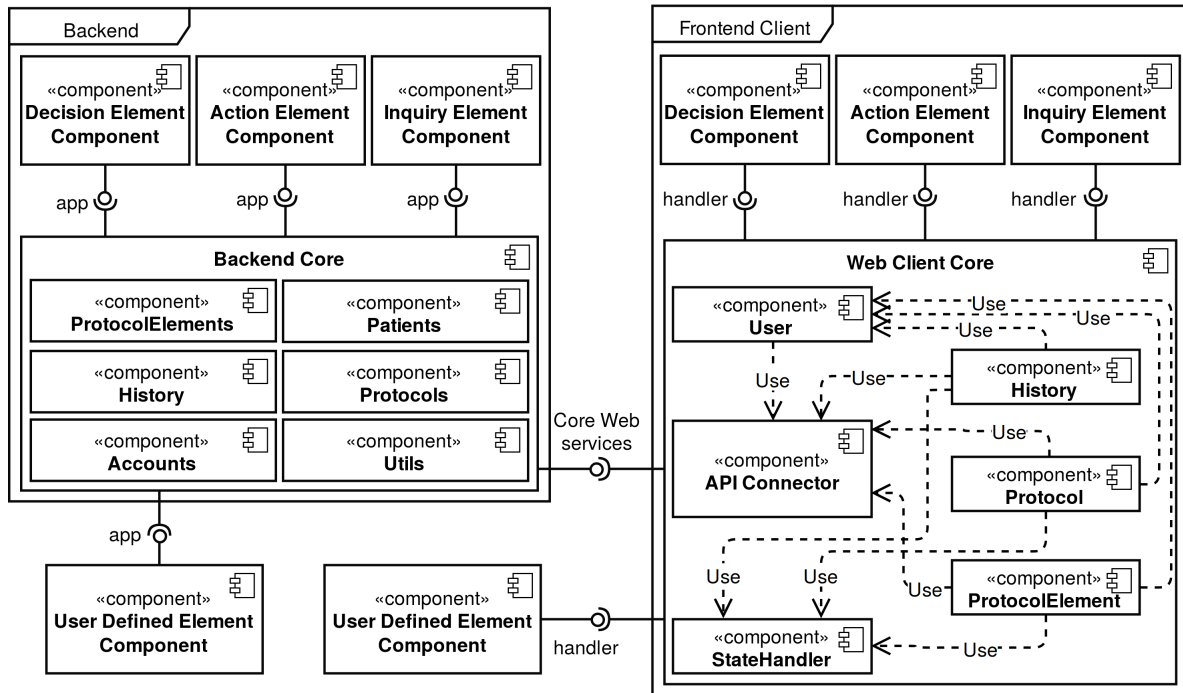 Backend
«component»
Decision Element
Component
«component»
Action Element
Component
«component»
Inquiry Element
Component
app
app
app
Backend Core
«component»
ProtocolElements
«component»
Patients
«component»
History
«component»
Protocols
«component»
Accounts
«component»
Utils
app
«component»
User Defined Element
Component
«component»
User Defined Element
Component
handler
Core Web
services
Frontend Client
«component»
Decision Element
Component
«component»
Action Element
Component
«component»
Inquiry Element
Component
handler
handler
handler
Web Client Core
«component»
User
Use
Use
Use
«component»
History
Use
Use
«component»
API Connector
Use
«component»
Protocol
Use
Use
Use
«component»
ProtocolElement
«component»
StateHandler
Use